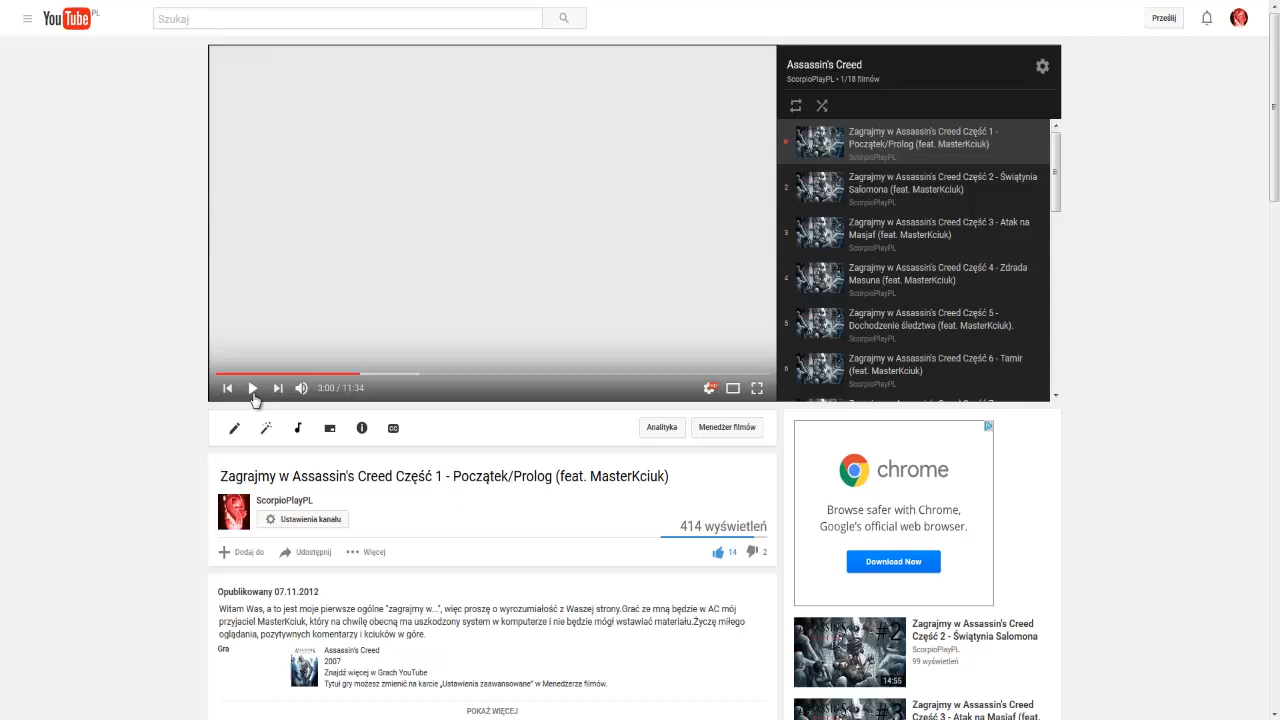 YouTube PL
Szukaj
Prześlij
Assassin's Creed
ScorpioPlayPL • 1/18 filmów
Zagrajmy w Assassin's Creed Część 1 -
Początek/Prolog (feat. MasterKciuk)
ScorpioPlayPL
2
Zagrajmy w Assassin's Creed Część 2 - Świątynia
Salomona (feat. MasterKciuk)
ScorpioPlayPL
3
Zagrajmy w Assassin's Creed Część 3 - Atak na
Masjaf (feat. MasterKciuk)
ScorpioPlayPL
4
Zagrajmy w Assassin's Creed Część 4 - Zdrada
Masuna (feat. MasterKciuk)
ScorpioPlayPL
5
Zagrajmy w Assassin's Creed Część 5 -
Dochodzenie śledztwa (feat. MasterKciuk).
ScorpioPlayPL
6
Zagrajmy w Assassin's Creed Część 6 - Tamir
(feat. MasterKciuk)
ScorpioPlayPL
3:00 / 11:34
HD
CC
Analityka
Menedżer filmów
Zagrajmy w Assassin's Creed Część 1 - Początek/Prolog (feat. MasterKciuk)
ScorpioPlayPL
Ustawienia kanału
414 wyświetleń
Dodaj do
Udostępnij
Więcej
14
2
Opublikowany 07.11.2012
Witam Was, a to jest moje pierwsze ogólne "zagrajmy w...", więc proszę o wyrozumiałość z Waszej strony.Grać ze mną będzie w AC mój
przyjaciel MasterKciuk, który na chwilę obecną ma uszkodzony system w komputerze i nie będzie mógł wstawiać materiału.Życzę miłego
oglądania, pozytywnych komentarzy i kciuków w górę.
Gra
Assassin's Creed
2007
Znajdź więcej w Grach YouTube
Tytuł gry możesz zmienić na karcie „Ustawienia zaawansowane" w Menedżerze filmów.
POKAŻ WIĘCEJ
chrome
Browse safer with Chrome,
Google's official web browser.
Download Now
#2
14:55
Zagrajmy w Assassin's Creed
Część 2 - Świątynia Salomona
ScorpioPlayPL
99 wyświetleń
#3
Zagrajmy w Assassin's Creed
Część 3 - Atak na Masjaf (feat.